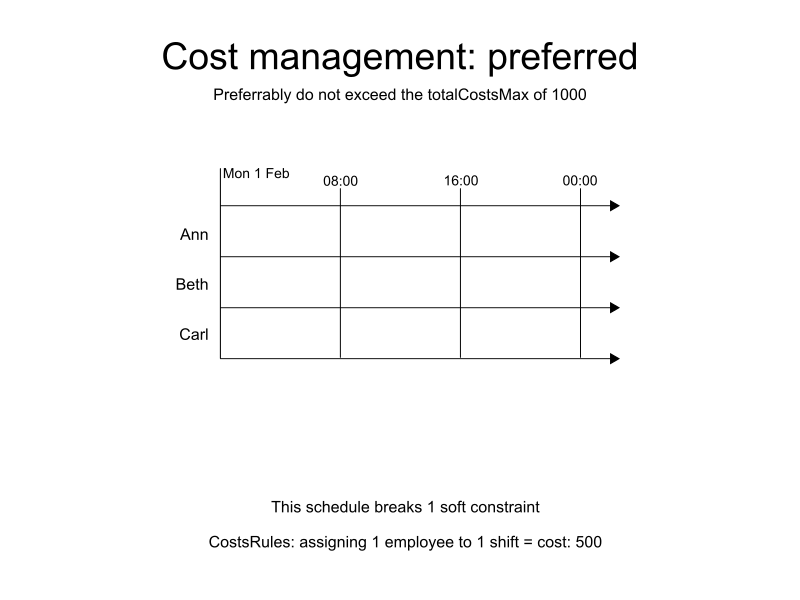 Cost management: preferred
Preferrably do not exceed the totalCostsMax of 1000
Mon 1 Feb
08:00 16:00 00:00
Ann
Beth
Carl
This schedule breaks 1 soft constraint
CostsRules: assigning 1 employee to 1 shift = cost: 500